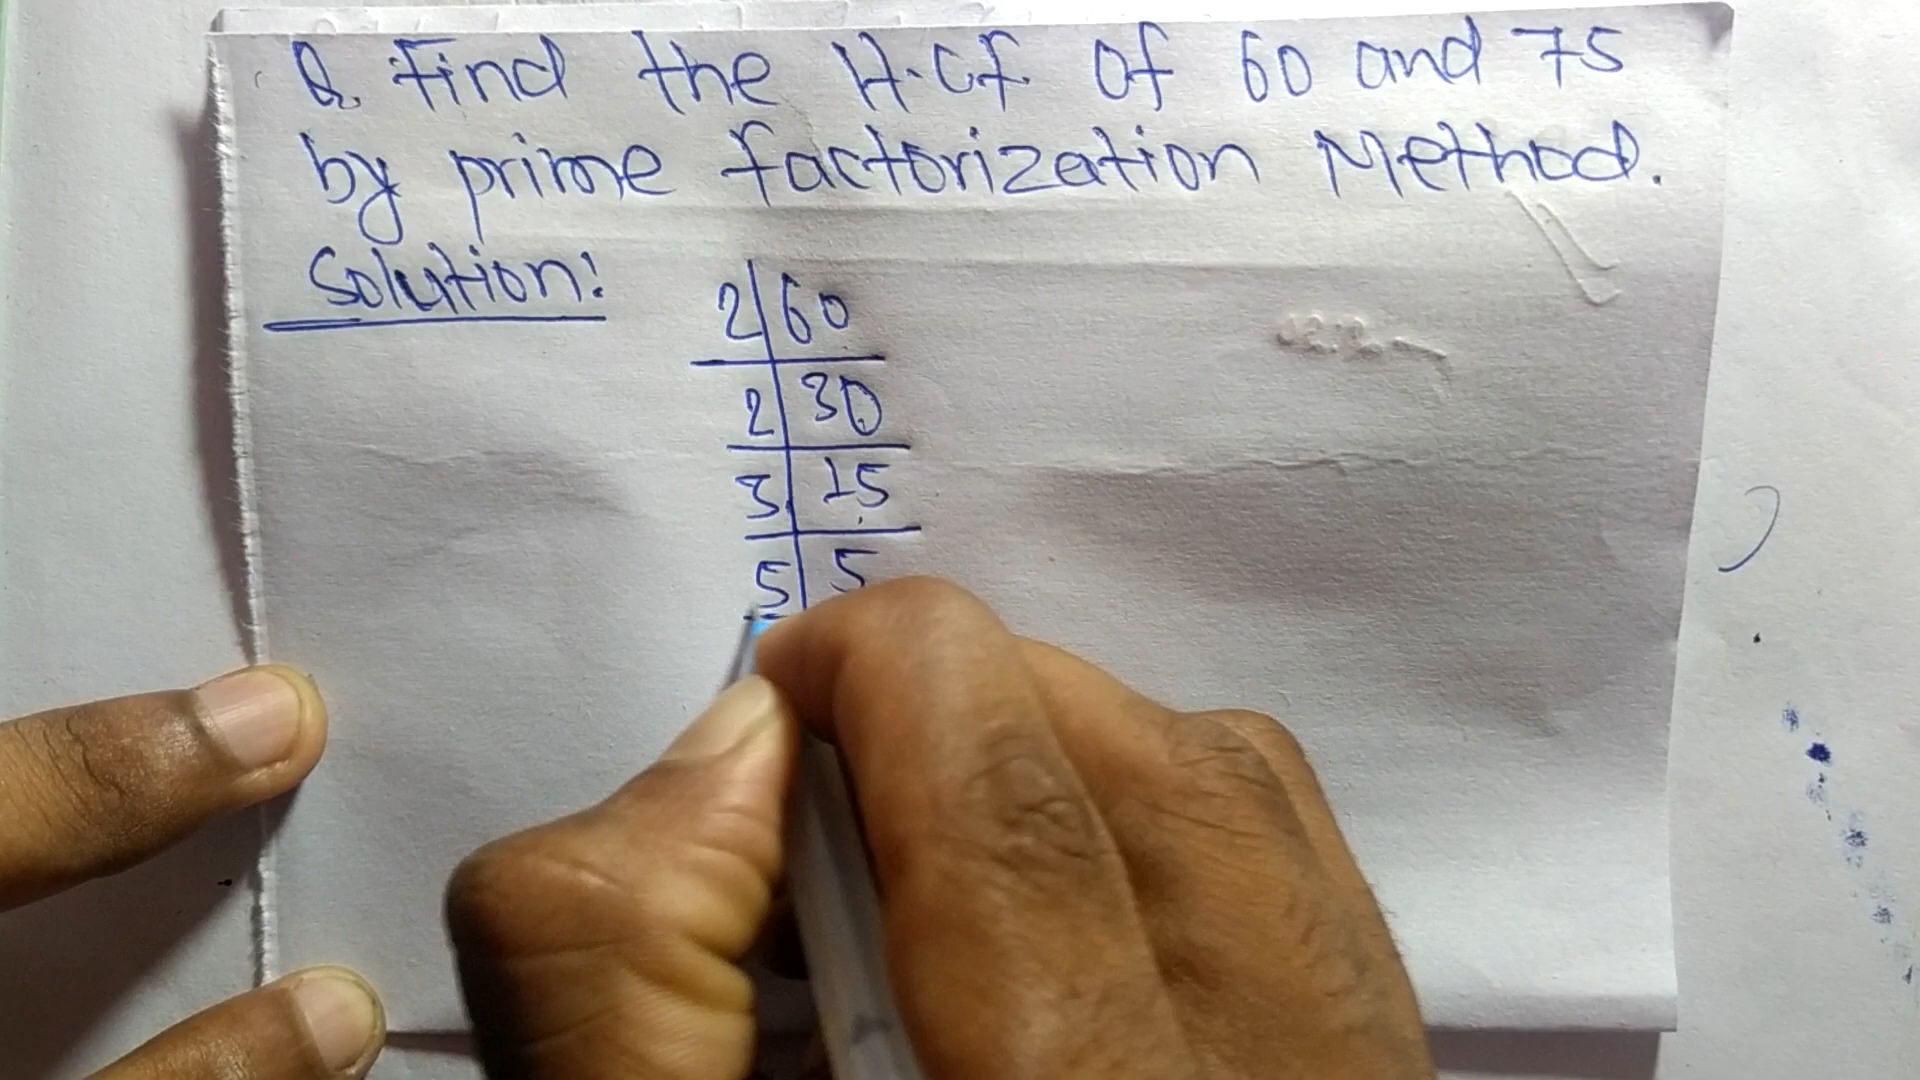 Q. Find the H.C.F. Of 60 and 75
by prime factorization Method.
Solution:
2 60
2 30
3 15
5 5